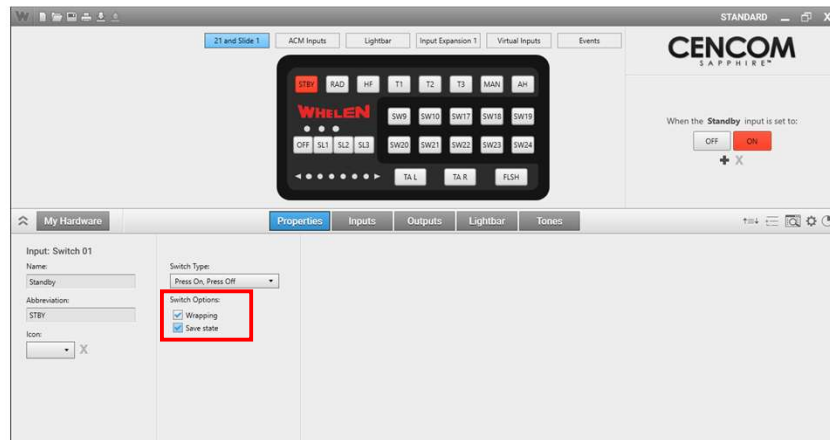 STANDARD
21 and Slide 1
ACM Inputs
Lightbar
Input Expansion 1
Virtual Inputs
Events
CENCOM
SAPPHIRE™
STBY RAD HF T1 T2 T3 MAN AH
WHELEN
SW9 SW10 SW17 SW18 SW19
OFF SL1 SL2 SL3 SW20 SW21 SW22 SW23 SW24
TA L TA R FLSH
When the Standby input is set to:
OFF ON
My Hardware
Properties Inputs Outputs Lightbar Tones
Input: Switch 01
Name:
Standby
Abbreviation:
STBY
Icon:
X
Switch Type:
Press On, Press Off
Switch Options:
Wrapping
Save state